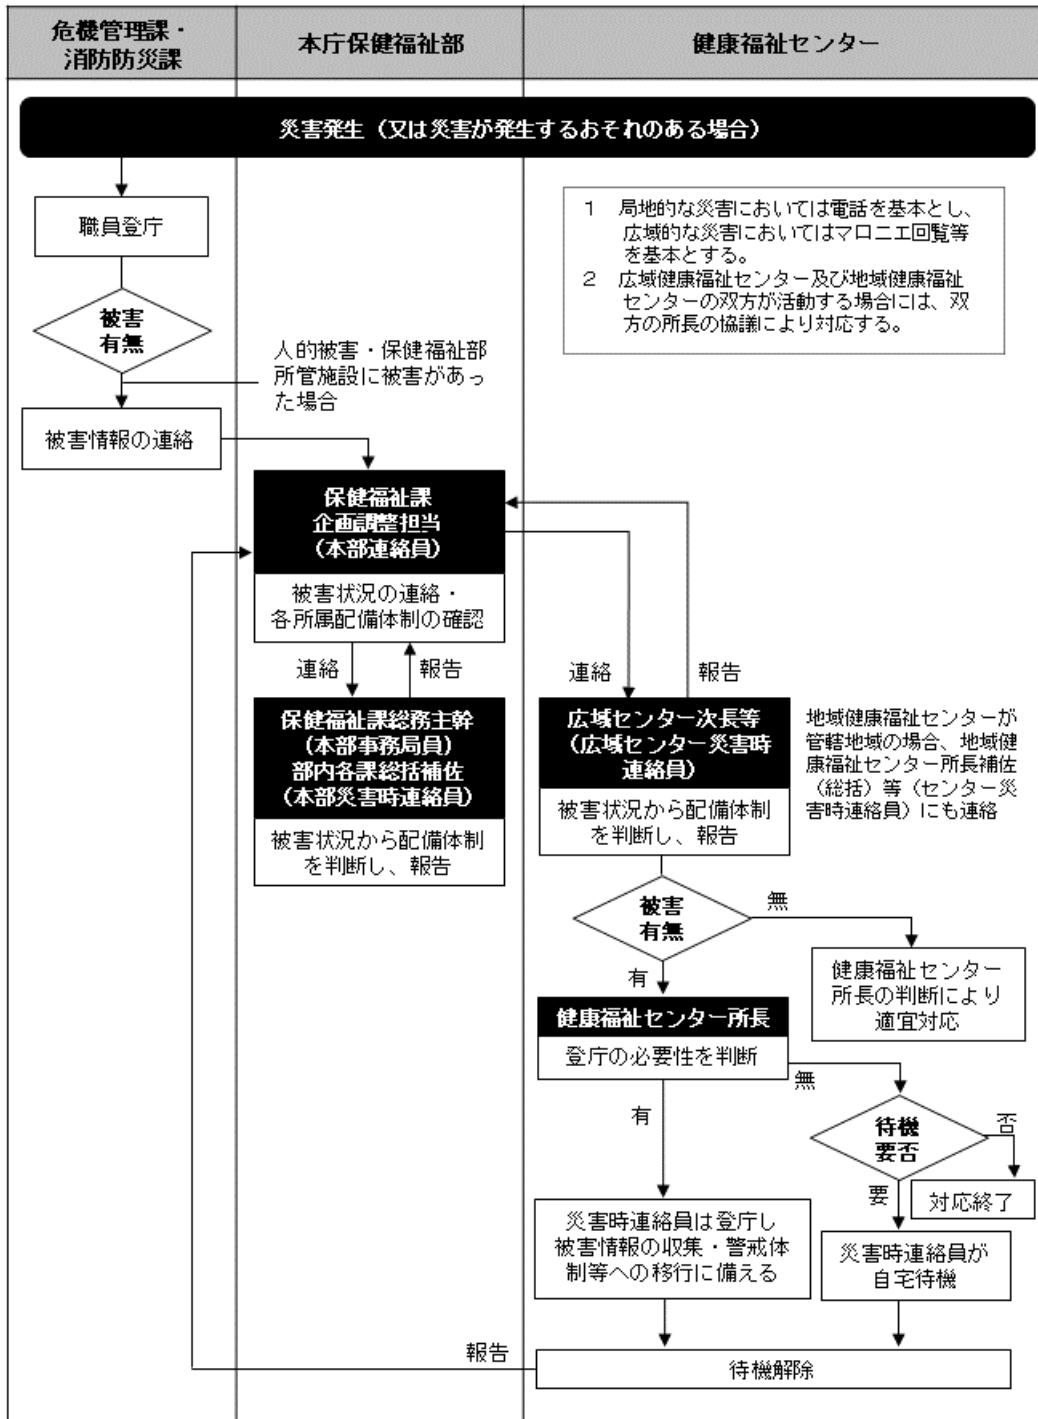 危機管理課・
消防防災課
本庁保健福祉部
健康福祉センター
災害発生（又は災害が発生するおそれのある場合）
職員登庁
被害
有無
1 局地的な災害においては電話を基本とし、
広域的な災害においてはマロニエ回覧等
を基本とする。
2 広域健康福祉センター及び地域健康福祉
センターの双方が活動する場合には、双
方の所長の協議により対応する。
人的被害・保健福祉部
所管施設に被害があっ
た場合
被害情報の連絡
保健福祉課
企画調整担当
（本部連絡員）
被害状況の連絡・
各所属配備体制の確認
連絡
報告
保健福祉課総務主幹
（本部事務局員）
部内各課総括補佐
（本部災害時連絡員）
被害状況から配備体制
を判断し、報告
連絡
報告
広域センター次長等
（広域センター災害時
連絡員）
被害状況から配備体制
を判断し、報告
地域健康福祉センターが
管轄地域の場合、地域健
康福祉センター所長補佐
（総括）等（センター災
害時連絡員）にも連絡
被害
有無
無
有
健康福祉センター
所長の判断により
適宜対応
健康福祉センター所長
登庁の必要性を判断
無
有
待機
要否
否
要
対応終了
災害時連絡員は登庁し
被害情報の収集・警戒体
制等への移行に備える
災害時連絡員が
自宅待機
報告
待機解除